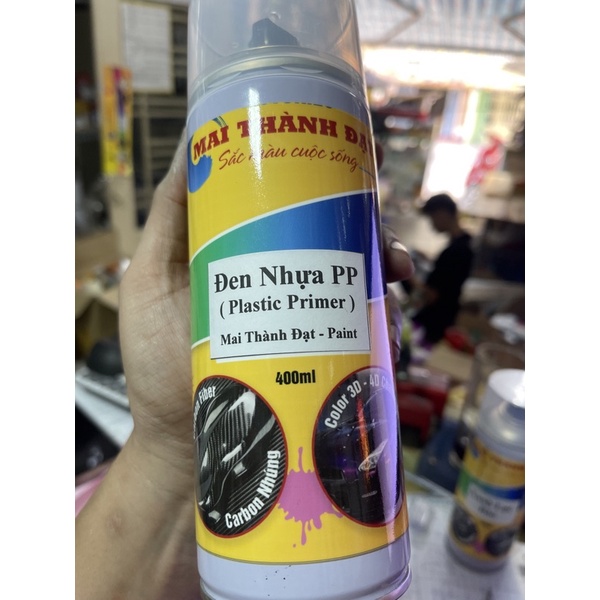 MAI THÀNH ĐẠ
Sắc màu cuộc sống
Đen Nhựa PP
( Plastic Primer )
Mai Thành Đạt - Paint
400ml
Fiber
Carbon Nhúng
Color 3D - 4D